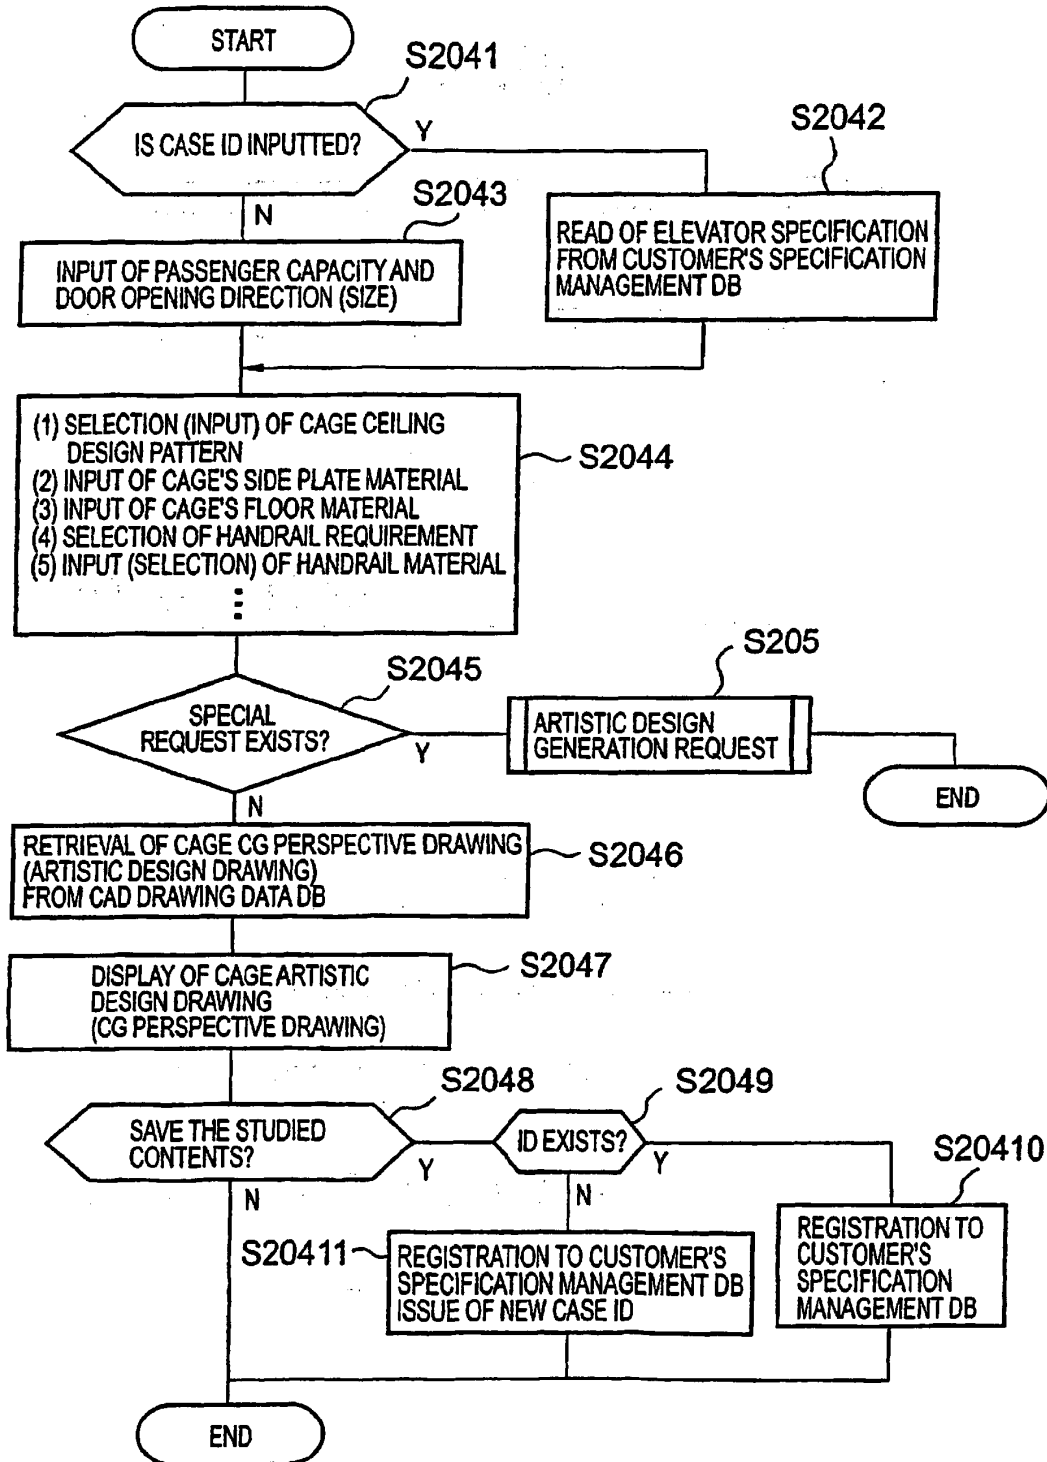 START
S2041
IS CASE ID INPUTTED?
Y
N
S2042
READ OF ELEVATOR SPECIFICATION
FROM CUSTOMER'S SPECIFICATION
MANAGEMENT DB
S2043
INPUT OF PASSENGER CAPACITY AND
DOOR OPENING DIRECTION (SIZE)
(1) SELECTION (INPUT) OF CAGE CEILING
DESIGN PATTERN
(2) INPUT OF CAGE'S SIDE PLATE MATERIAL
(3) INPUT OF CAGE'S FLOOR MATERIAL
(4) SELECTION OF HANDRAIL REQUIREMENT
(5) INPUT (SELECTION) OF HANDRAIL MATERIAL
⋮
S2044
S2045
SPECIAL
REQUEST EXISTS?
Y
N
S205
ARTISTIC DESIGN
GENERATION REQUEST
END
RETRIEVAL OF CAGE CG PERSPECTIVE DRAWING
(ARTISTIC DESIGN DRAWING)
FROM CAD DRAWING DATA DB
S2046
DISPLAY OF CAGE ARTISTIC
DESIGN DRAWING
(CG PERSPECTIVE DRAWING)
S2047
S2048
SAVE THE STUDIED
CONTENTS?
Y
N
S2049
ID EXISTS?
Y
N
S20410
REGISTRATION TO
CUSTOMER'S
SPECIFICATION
MANAGEMENT DB
S20411
REGISTRATION TO CUSTOMER'S
SPECIFICATION MANAGEMENT DB
ISSUE OF NEW CASE ID
END